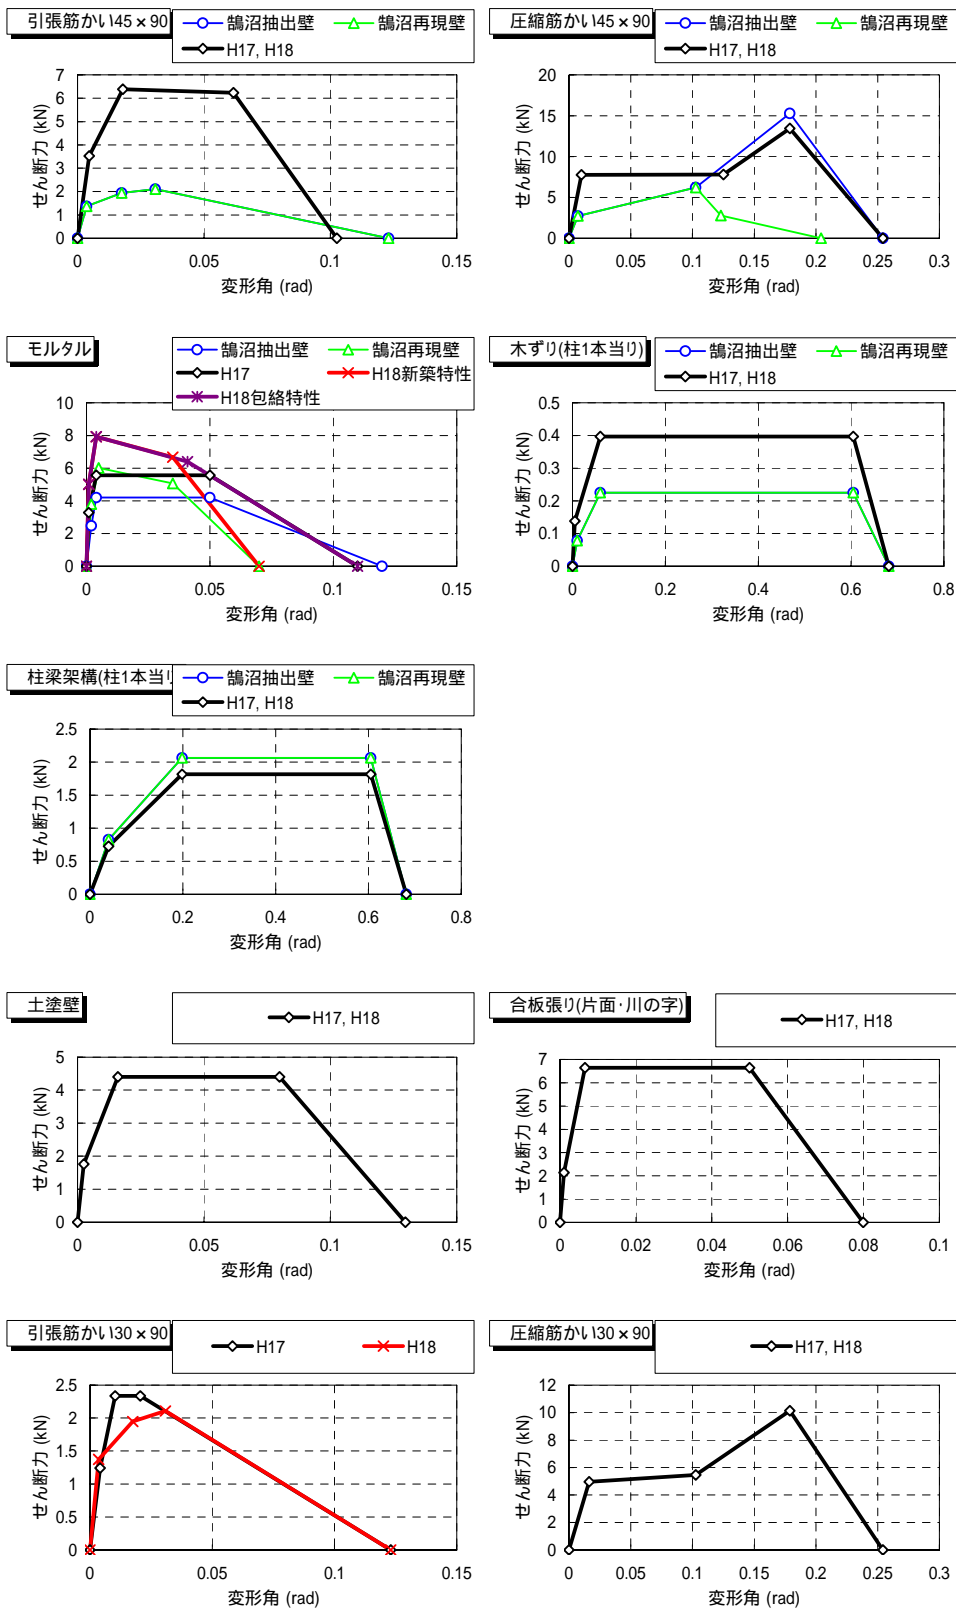 引張筋かい45×90
鵠沼抽出壁 鵠沼再現壁
H17, H18
せん断力 (kN)
7
6
5
4
3
2
1
0
0 0.05 0.1 0.15
変形角 (rad)
圧縮筋かい45×90
鵠沼抽出壁 鵠沼再現壁
H17, H18
せん断力 (kN)
20
15
10
5
0
0 0.05 0.1 0.15 0.2 0.25 0.3
変形角 (rad)
モルタル
鵠沼抽出壁 鵠沼再現壁
H17 H18新築特性
H18包絡特性
せん断力 (kN)
10
8
6
4
2
0
0 0.05 0.1 0.15
変形角 (rad)
木ずり(柱1本当り)
鵠沼抽出壁 鵠沼再現壁
H17, H18
せん断力 (kN)
0.5
0.4
0.3
0.2
0.1
0
0 0.2 0.4 0.6 0.8
変形角 (rad)
柱梁架構(柱1本当り
鵠沼抽出壁 鵠沼再現壁
H17, H18
せん断力 (kN)
2.5
2
1.5
1
0.5
0
0 0.2 0.4 0.6 0.8
変形角 (rad)
土塗壁
H17, H18
せん断力 (kN)
5
4
3
2
1
0
0 0.05 0.1 0.15
変形角 (rad)
合板張り(片面･川の字)
H17, H18
せん断力 (kN)
7
6
5
4
3
2
1
0
0 0.02 0.04 0.06 0.08 0.1
変形角 (rad)
引張筋かい30×90
H17 H18
せん断力 (kN)
2.5
2
1.5
1
0.5
0
0 0.05 0.1 0.15
変形角 (rad)
圧縮筋かい30×90
H17, H18
せん断力 (kN)
12
10
8
6
4
2
0
0 0.05 0.1 0.15 0.2 0.25 0.3
変形角 (rad)